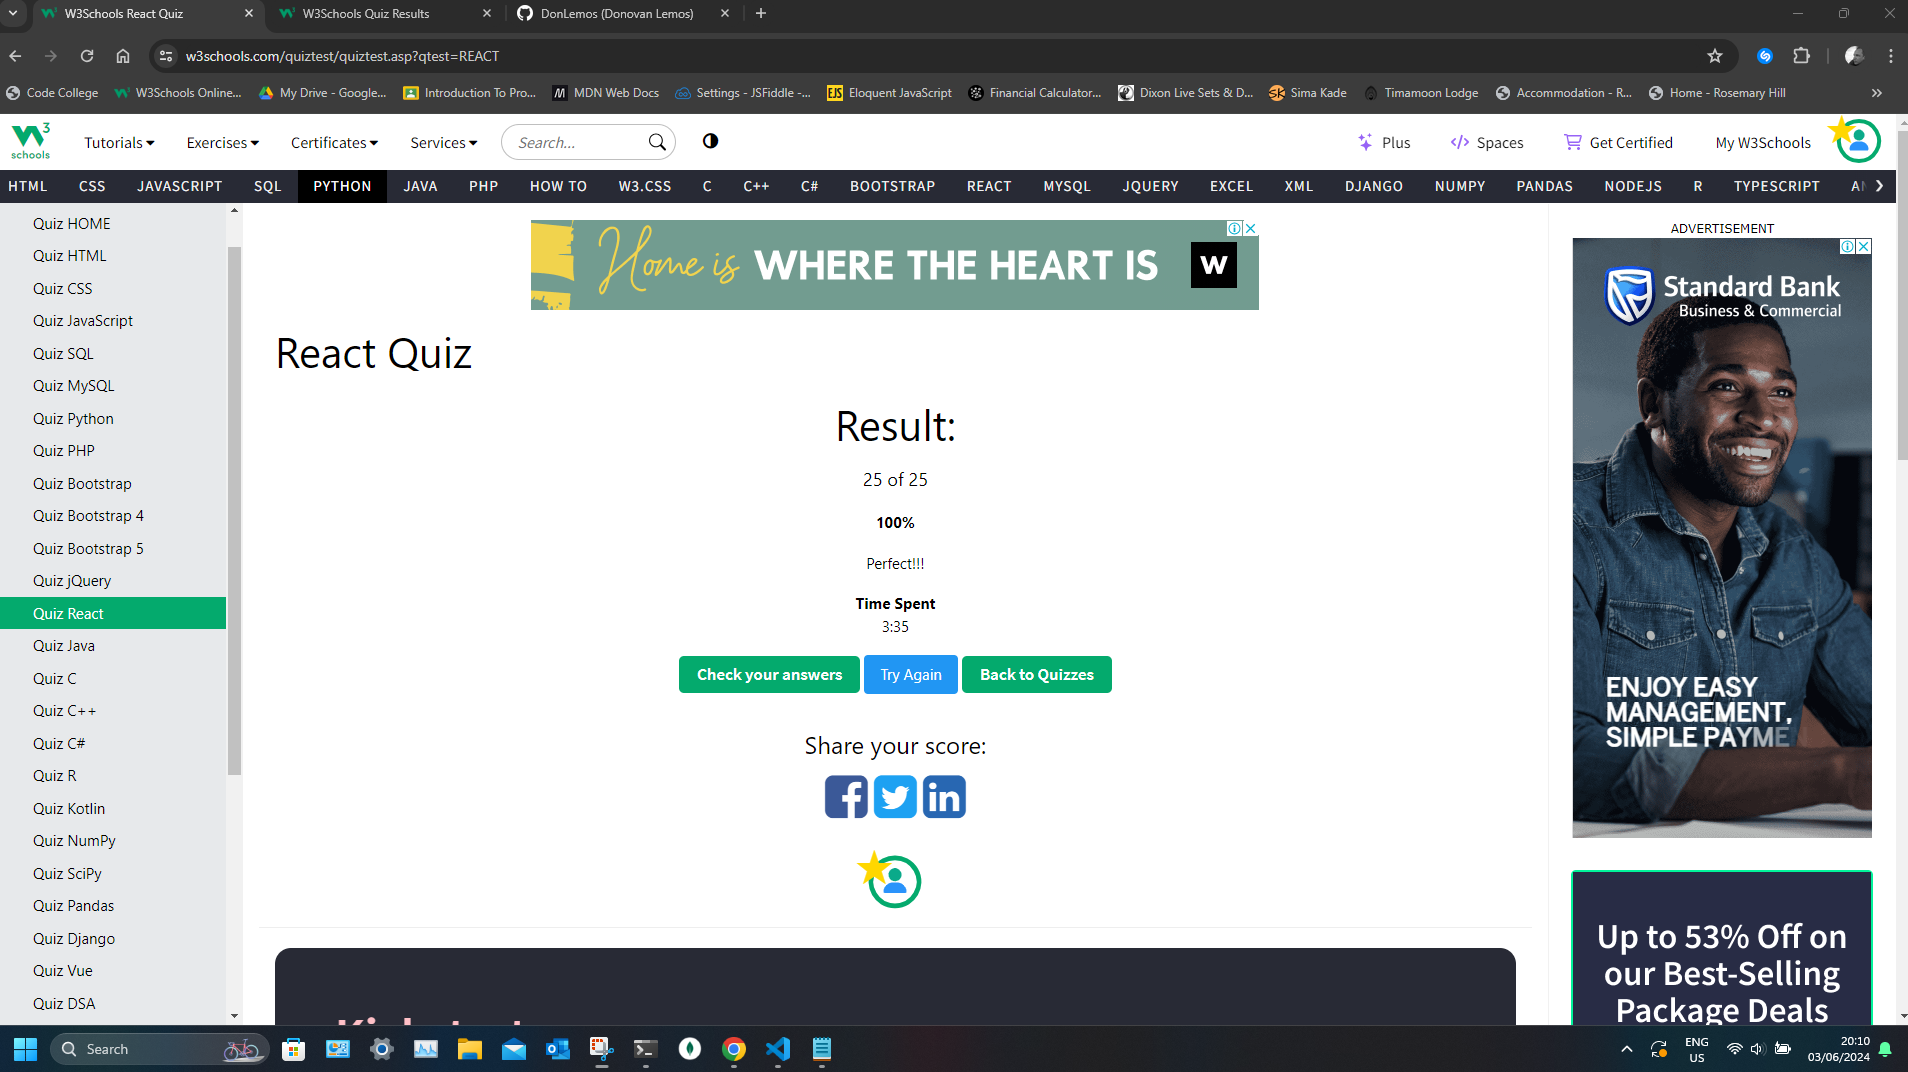 W3Schools React Quiz
W3Schools Quiz Results
DonLemos (Donovan Lemos)
w3schools.com/quiztest/quiztest.asp?qtest=REACT
Code College
W3Schools Online...
My Drive - Google...
Introduction To Pro...
MDN Web Docs
Settings - JSFiddle -...
EJS
Eloquent JavaScript
Financial Calculator...
Dixon Live Sets & D...
SK
Sima Kade
Timamoon Lodge
Accommodation - R...
Home - Rosemary Hill
3
schools
Tutorials
Exercises
Certificates
Services
Search...
Plus
Spaces
Get Certified
My W3Schools
HTML
CSS
JAVASCRIPT
SQL
PYTHON
JAVA
PHP
HOW TO
W3.CSS
C
C++
C#
BOOTSTRAP
REACT
MYSQL
JQUERY
EXCEL
XML
DJANGO
NUMPY
PANDAS
NODEJS
R
TYPESCRIPT
Quiz HOME
Quiz HTML
Quiz CSS
Quiz JavaScript
Quiz SQL
Quiz MySQL
Quiz Python
Quiz PHP
Quiz Bootstrap
Quiz Bootstrap 4
Quiz Bootstrap 5
Quiz jQuery
Quiz React
Quiz Java
Quiz C
Quiz C++
Quiz C#
Quiz R
Quiz Kotlin
Quiz NumPy
Quiz SciPy
Quiz Pandas
Quiz Django
Quiz Vue
Quiz DSA
Home is WHERE THE HEART IS
W
React Quiz
Result:
25 of 25
100%
Perfect!!!
Time Spent
3:35
Check your answers
Try Again
Back to Quizzes
Share your score:
ADVERTISEMENT
Standard Bank
Business & Commercial
ENJOY EASY
MANAGEMENT,
SIMPLE PAYME
Up to 53% Off on
our Best-Selling
Package Deals
Search
ENG
US
20:10
03/06/2024